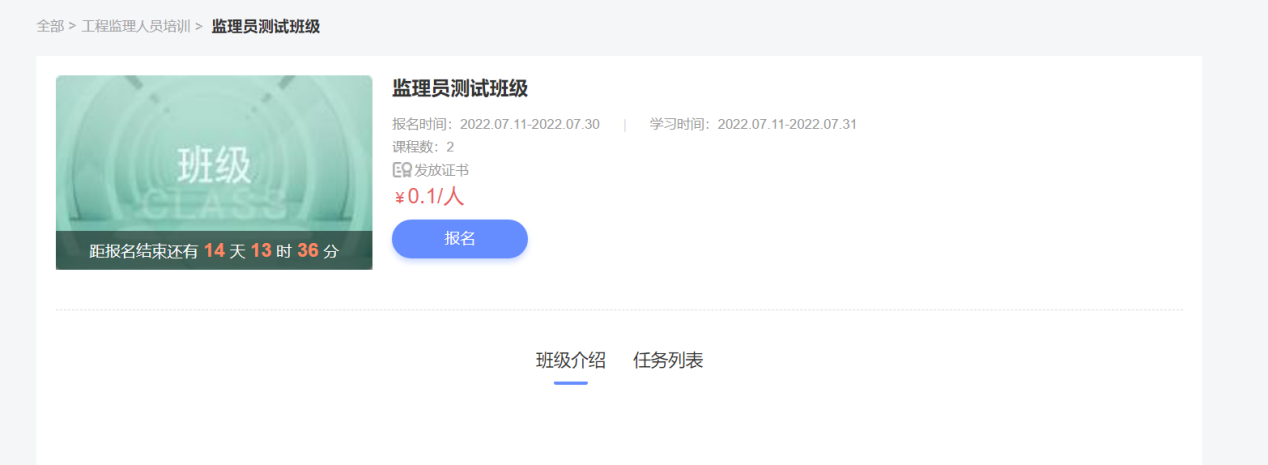 全部 > 工程监理人员培训 > 监理员测试班级
班级
CLASS
距报名结束还有 14 天 13 时 36 分
监理员测试班级
报名时间：2022.07.11-2022.07.30 | 学习时间：2022.07.11-2022.07.31
课程数：2
发放证书
¥0.1/人
报名
班级介绍 任务列表